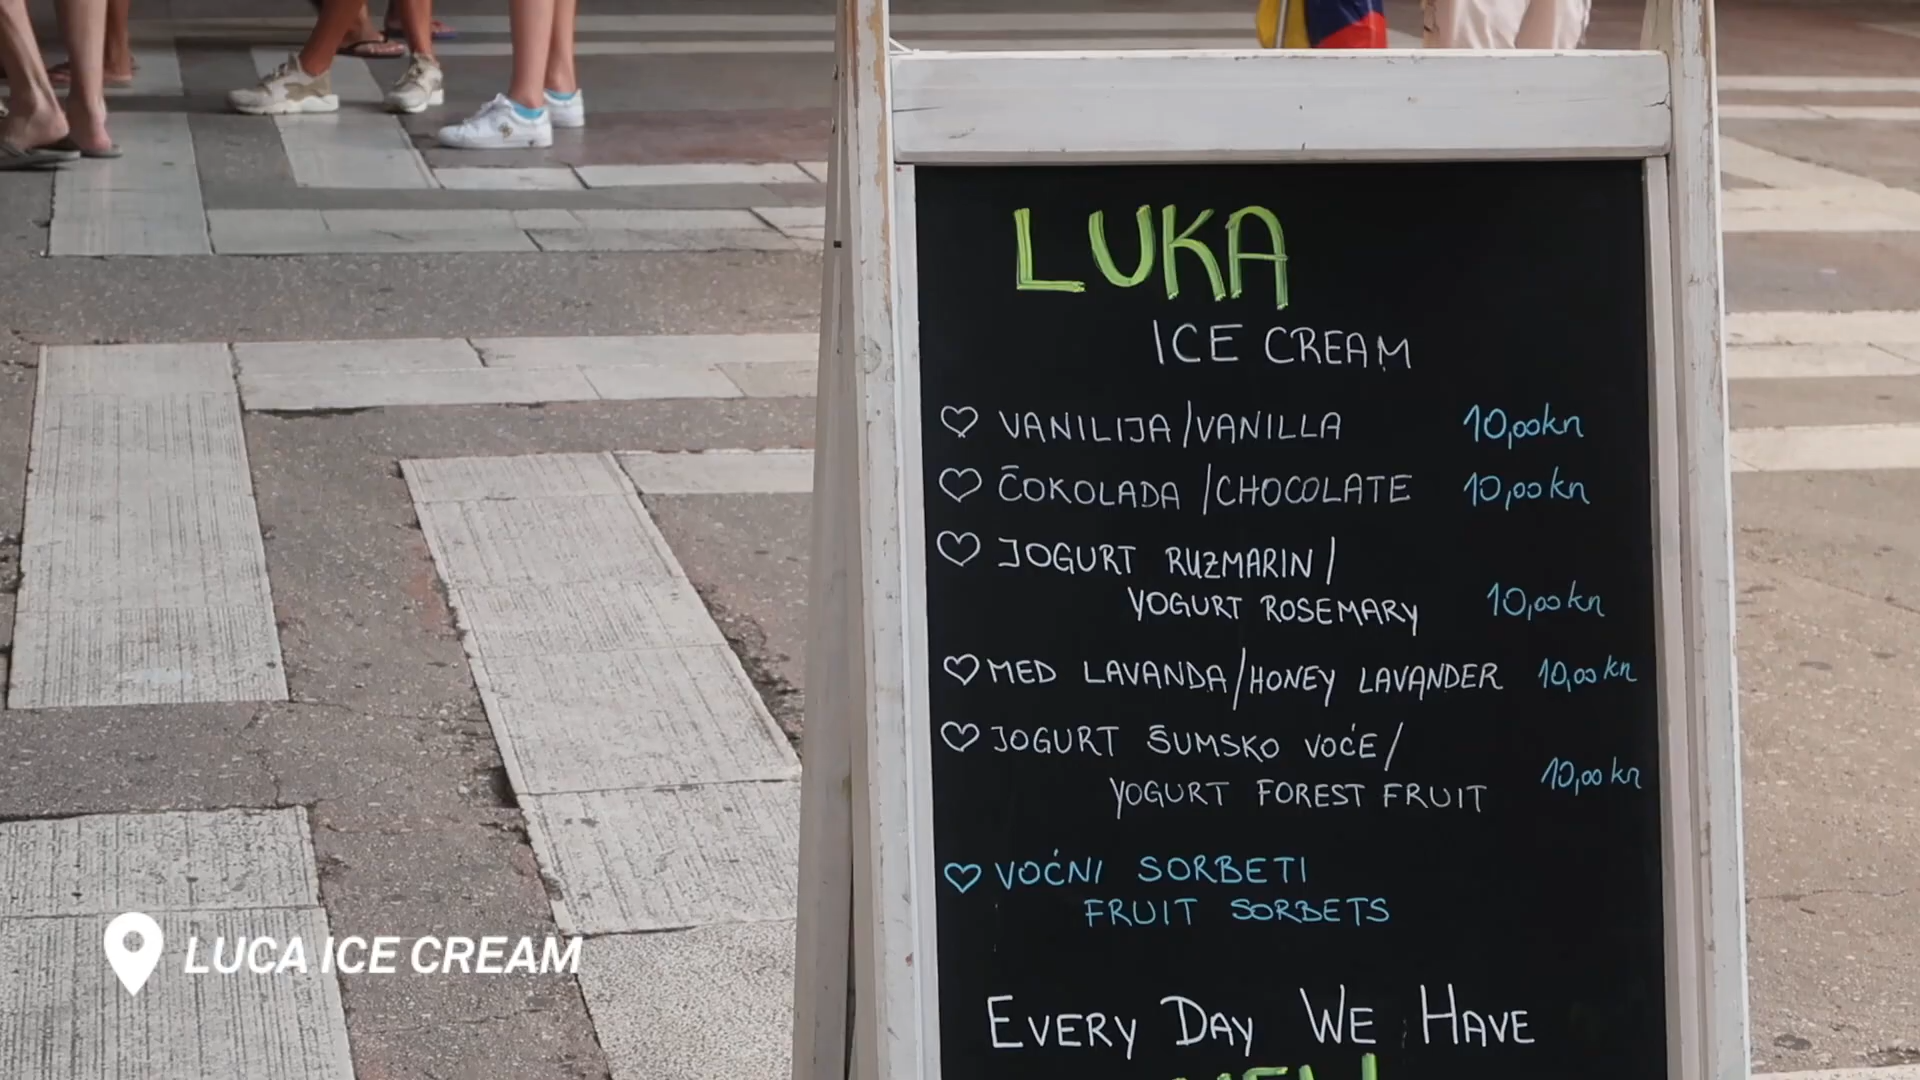 LUKA
ICE CREAM
VANILIJA/VANILLA 10,00kn
ČOKOLADA/CHOCOLATE 10,00kn
JOGURT RUZMARIN/
YOGURT ROSEMARY 10,00kn
MED LAVANDA/HONEY LAVANDER 10,00kn
JOGURT ŠUMSKO VOĆE/
YOGURT FOREST FRUIT 10,00kn
VOĆNI SORBETI
FRUIT SORBETS
EVERY DAY WE HAVE
LUCA ICE CREAM